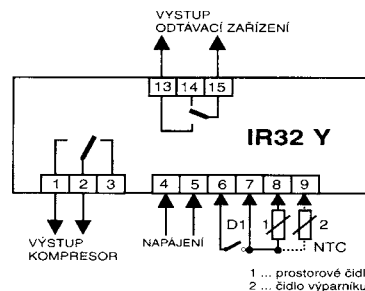 VÝSTUP
ODTÁVACÍ ZAŘÍZENÍ
13 14 15
IR32 Y
1 2 3 4 5 6 7 8 9
D1 1 2
VÝSTUP
KOMPRESOR
NAPÁJENÍ
NTC
1 ... prostorové čidl
2 ... čidlo výparníku